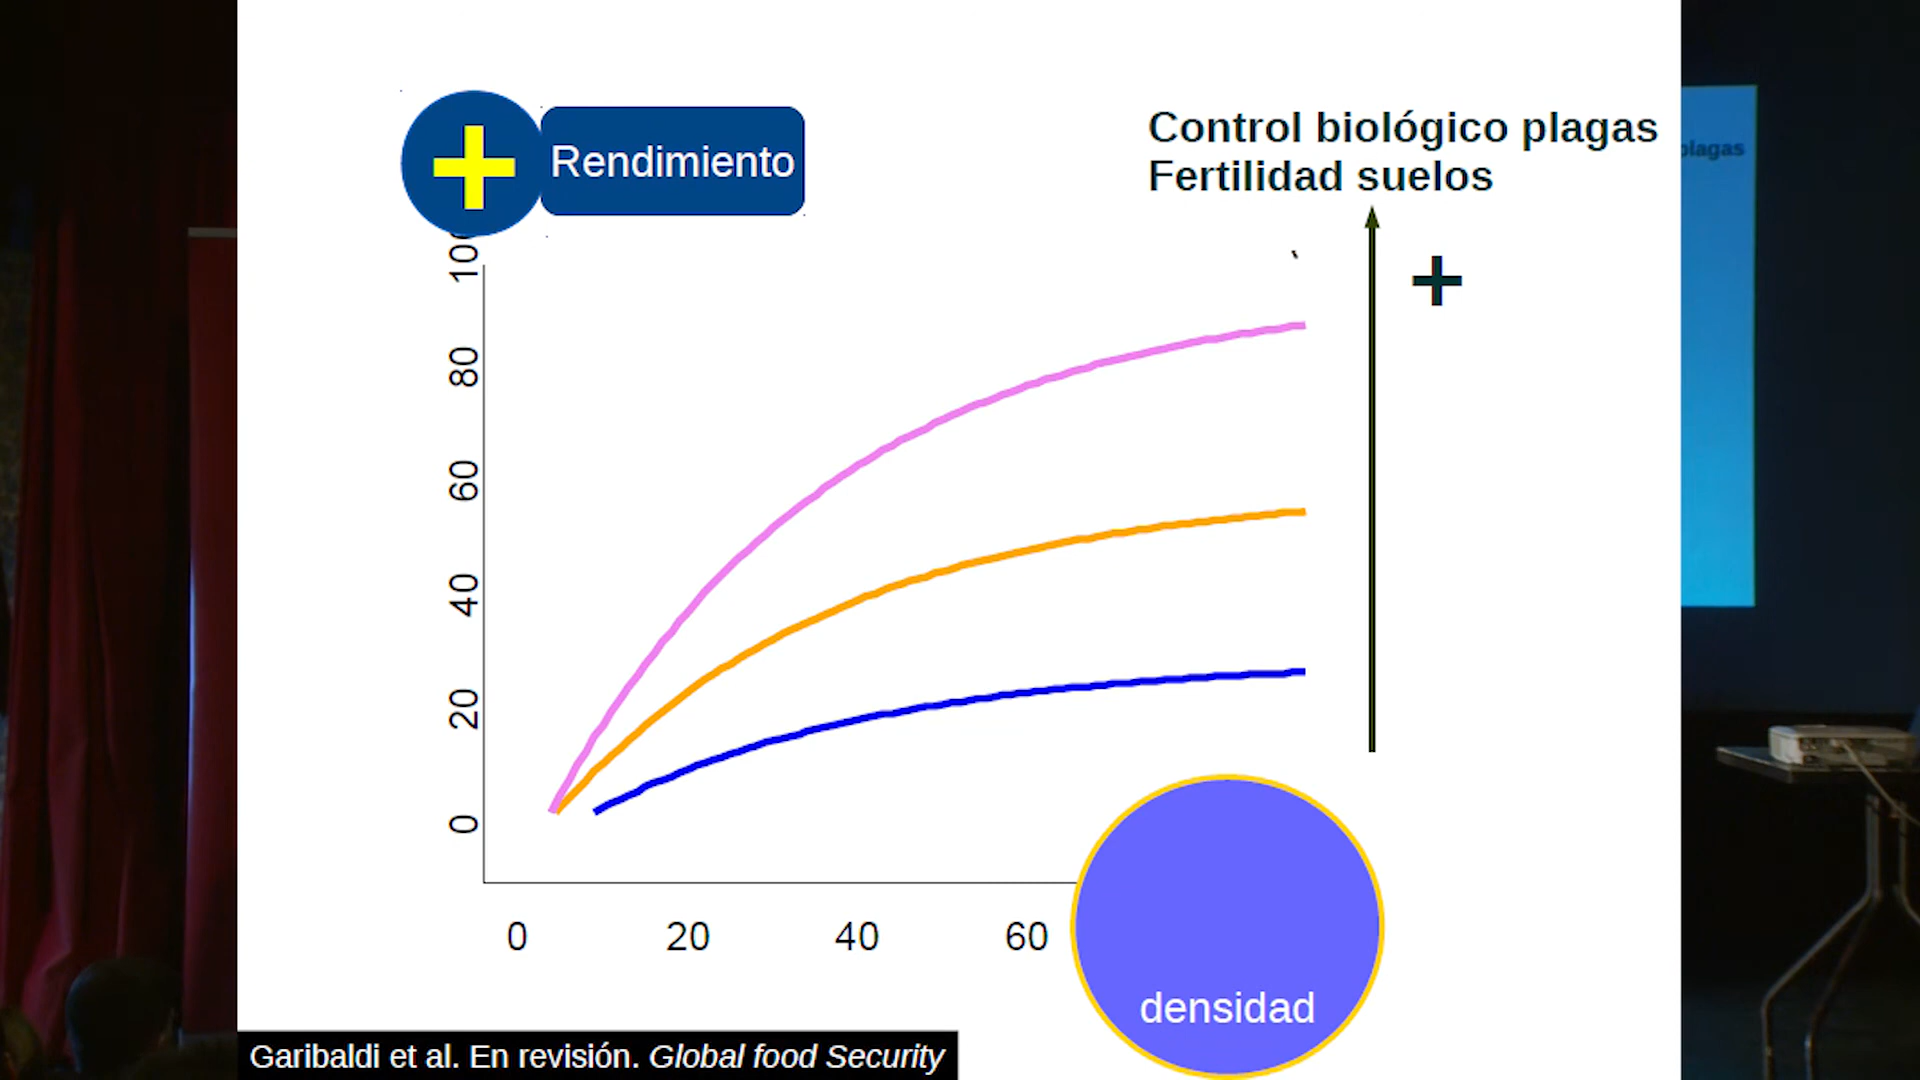 Rendimiento
Control biológico plagas
Fertilidad suelos
plagas
+
80
60
40
20
0
0 20 40 60
densidad
Garibaldi et al. En revisión. Global food Security